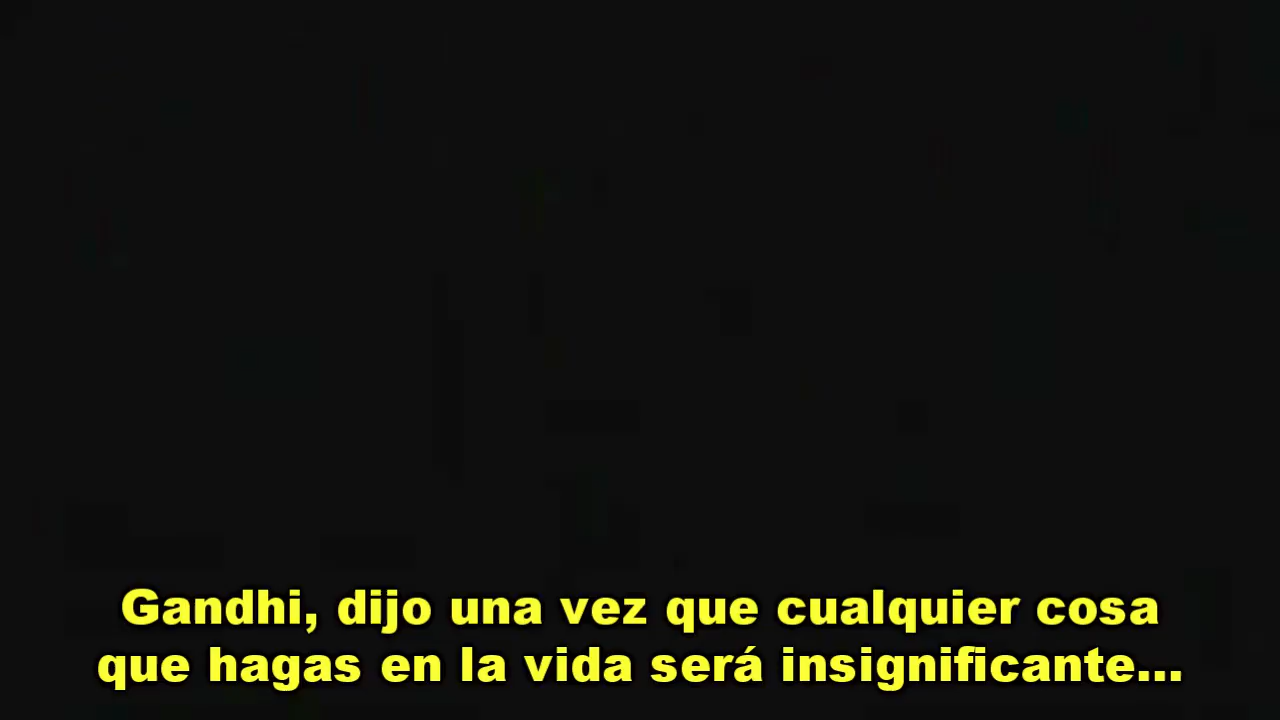 Gandhi, dijo una vez que cualquier cosa
que hagas en la vida será insignificante...